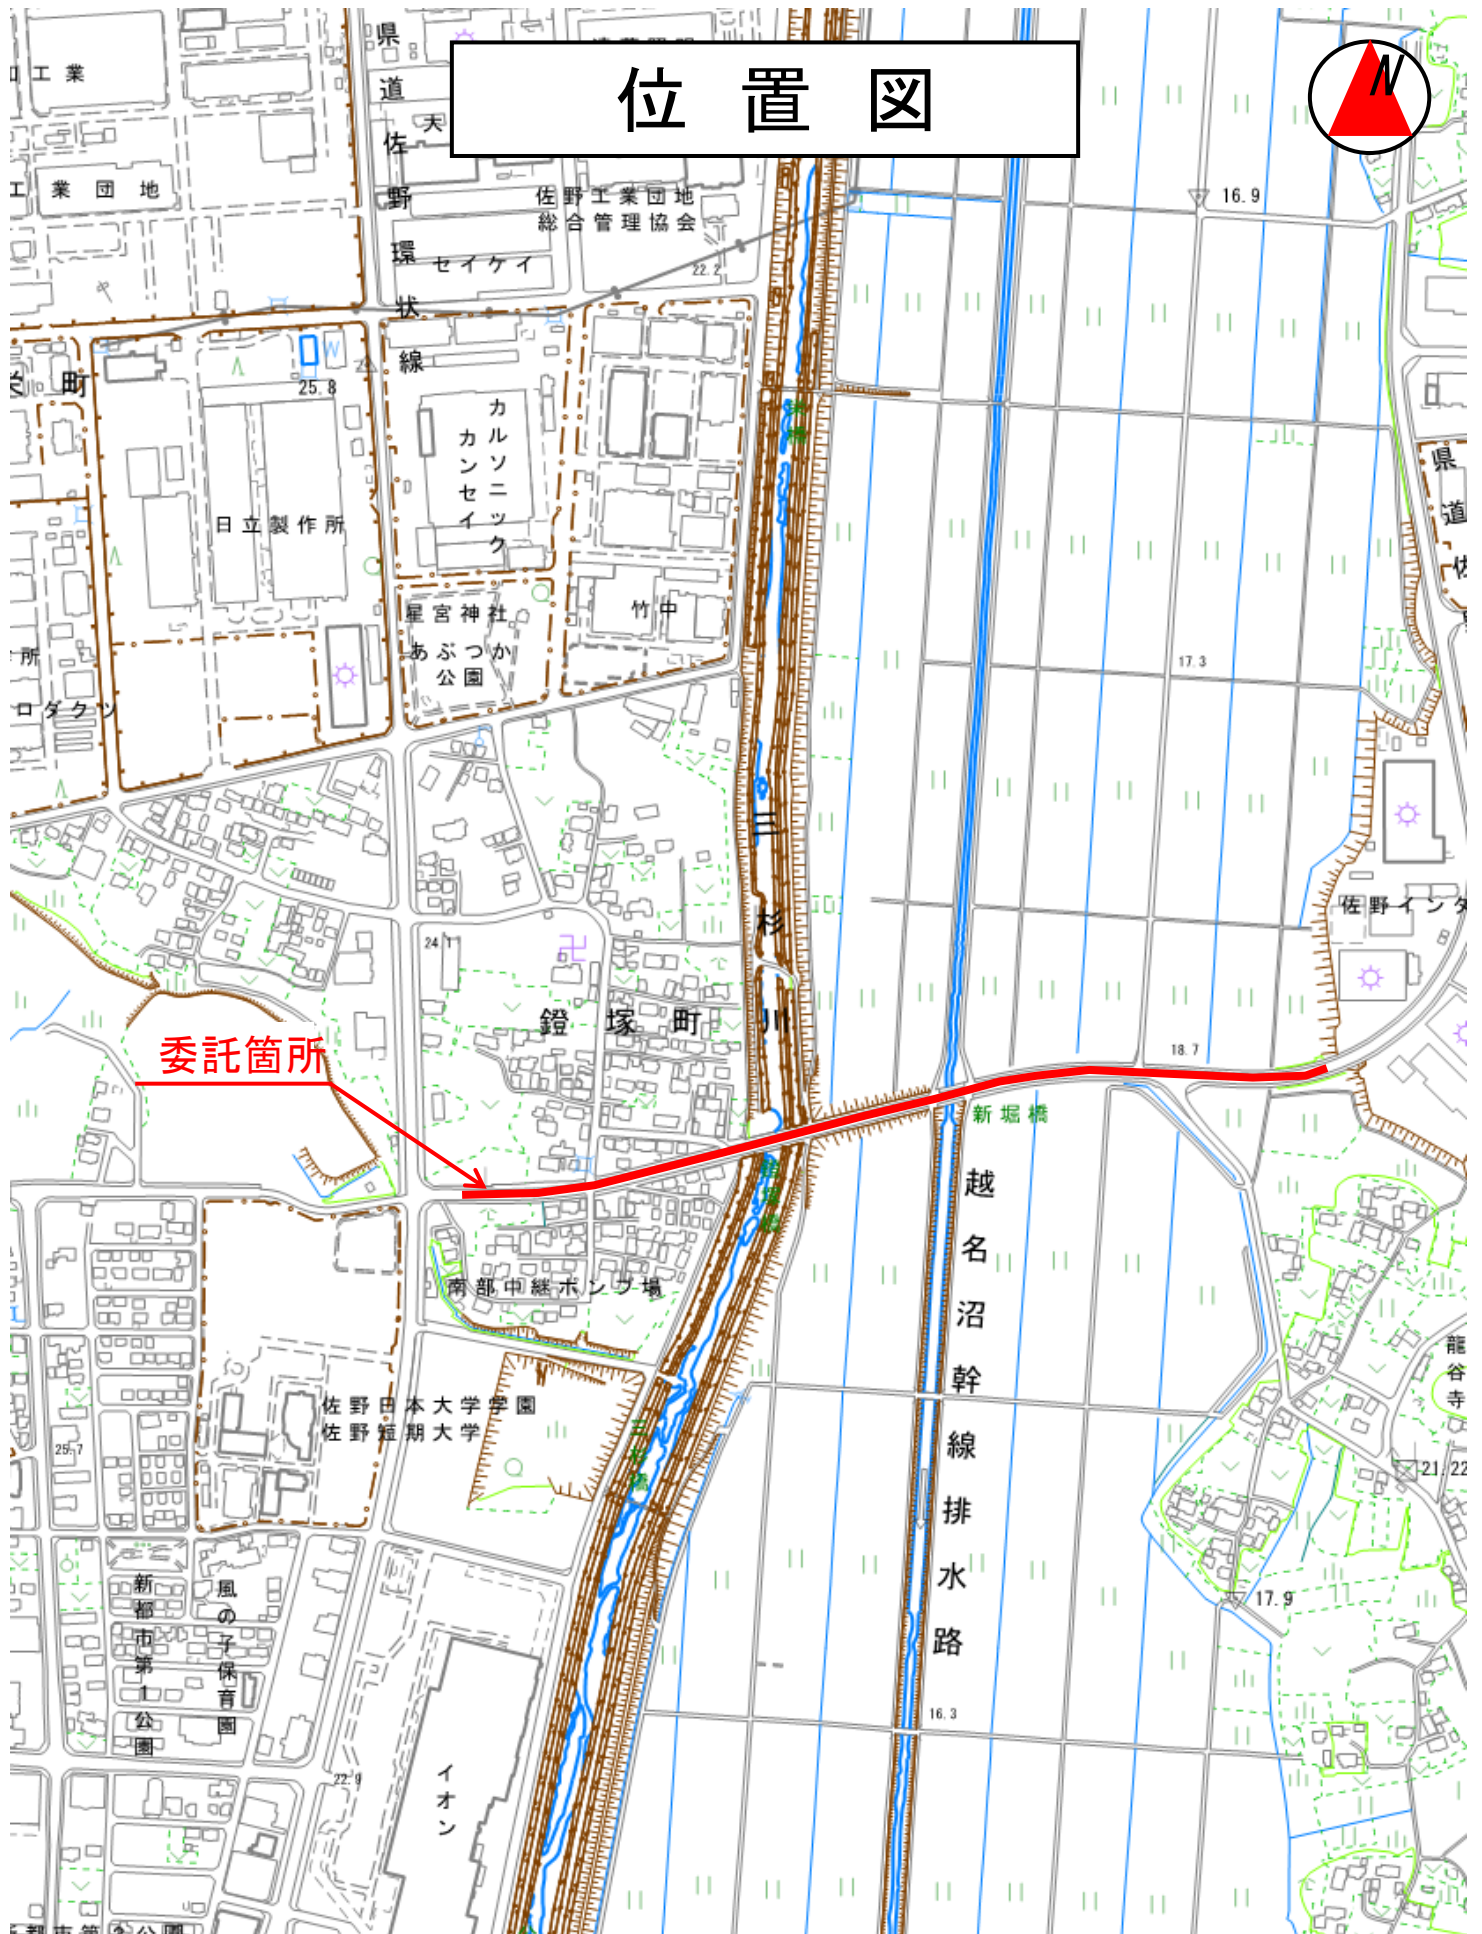 位置図
N
県道佐野環状線
工業
大
工業団地
佐野工業団地
総合管理協会
セイケイ
22.2
16.9
町
25.8
W
カルソニック
カンセイ
日立製作所
県道佐
星宮神社
竹中
あぶつか
公園
所
ロダクツ
17.3
三杉川
佐野インタ
24.1
鐙塚町
委託箇所
18.7
新堀橋
越名沼幹線排水路
南部中継ポンプ場
龍谷寺
佐野日本大学学園
佐野短期大学
三杉橋
25.7
21.22
新都市第1公園
風の子保育園
17.9
16.3
22.9
イオン